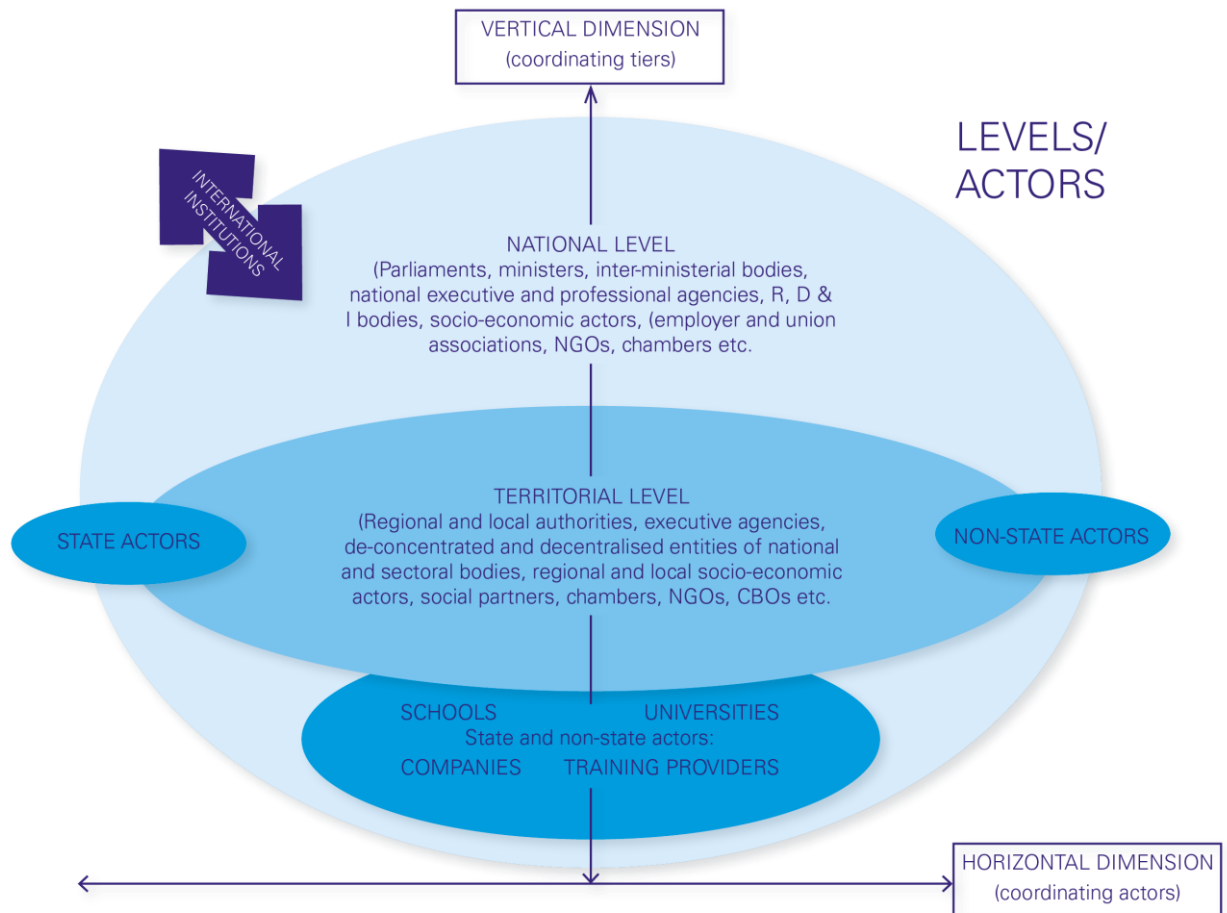 VERTICAL DIMENSION
(coordinating tiers)
LEVELS/
ACTORS
INTERNATIONAL
INSTITUTIONS
NATIONAL LEVEL
(Parliaments, ministers, inter-ministerial bodies,
national executive and professional agencies, R, D &
I bodies, socio-economic actors, (employer and union
associations, NGOs, chambers etc.
TERRITORIAL LEVEL
(Regional and local authorities, executive agencies,
de-concentrated and decentralised entities of national
and sectoral bodies, regional and local socio-economic
actors, social partners, chambers, NGOs, CBOs etc.
STATE ACTORS
NON-STATE ACTORS
SCHOOLS UNIVERSITIES
State and non-state actors:
COMPANIES TRAINING PROVIDERS
HORIZONTAL DIMENSION
(coordinating actors)